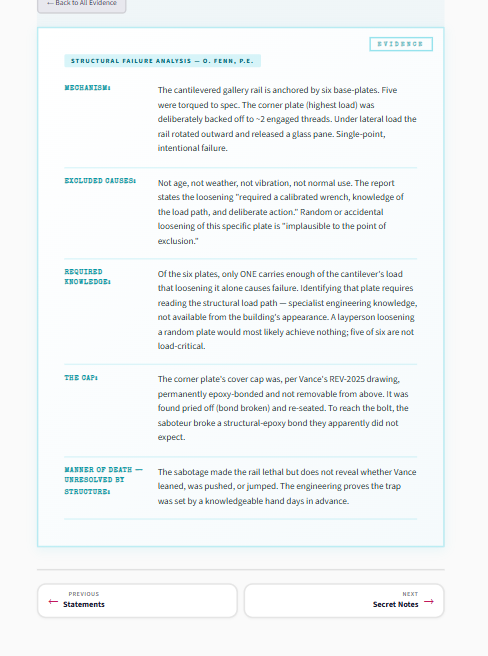 ← Back to All Evidence
EVIDENCE
STRUCTURAL FAILURE ANALYSIS — O. FENN, P.E.
MECHANISM:
The cantilevered gallery rail is anchored by six base-plates. Five
were torqued to spec. The corner plate (highest load) was
deliberately backed off to ~2 engaged threads. Under lateral load the
rail rotated outward and released a glass pane. Single-point,
intentional failure.
EXCLUDED CAUSES:
Not age, not weather, not vibration, not normal use. The report
states the loosening "required a calibrated wrench, knowledge of
the load path, and deliberate action." Random or accidental
loosening of this specific plate is "implausible to the point of
exclusion."
REQUIRED
KNOWLEDGE:
Of the six plates, only ONE carries enough of the cantilever's load
that loosening it alone causes failure. Identifying that plate requires
reading the structural load path — specialist engineering knowledge,
not available from the building's appearance. A layperson loosening
a random plate would most likely achieve nothing; five of six are not
load-critical.
THE CAP:
The corner plate's cover cap was, per Vance's REV-2025 drawing,
permanently epoxy-bonded and not removable from above. It was
found pried off (bond broken) and re-seated. To reach the bolt, the
saboteur broke a structural-epoxy bond they apparently did not
expect.
MANNER OF DEATH —
UNRESOLVED BY
STRUCTURE:
The sabotage made the rail lethal but does not reveal whether Vance
leaned, was pushed, or jumped. The engineering proves the trap
was set by a knowledgeable hand days in advance.
PREVIOUS
← Statements
NEXT
Secret Notes →